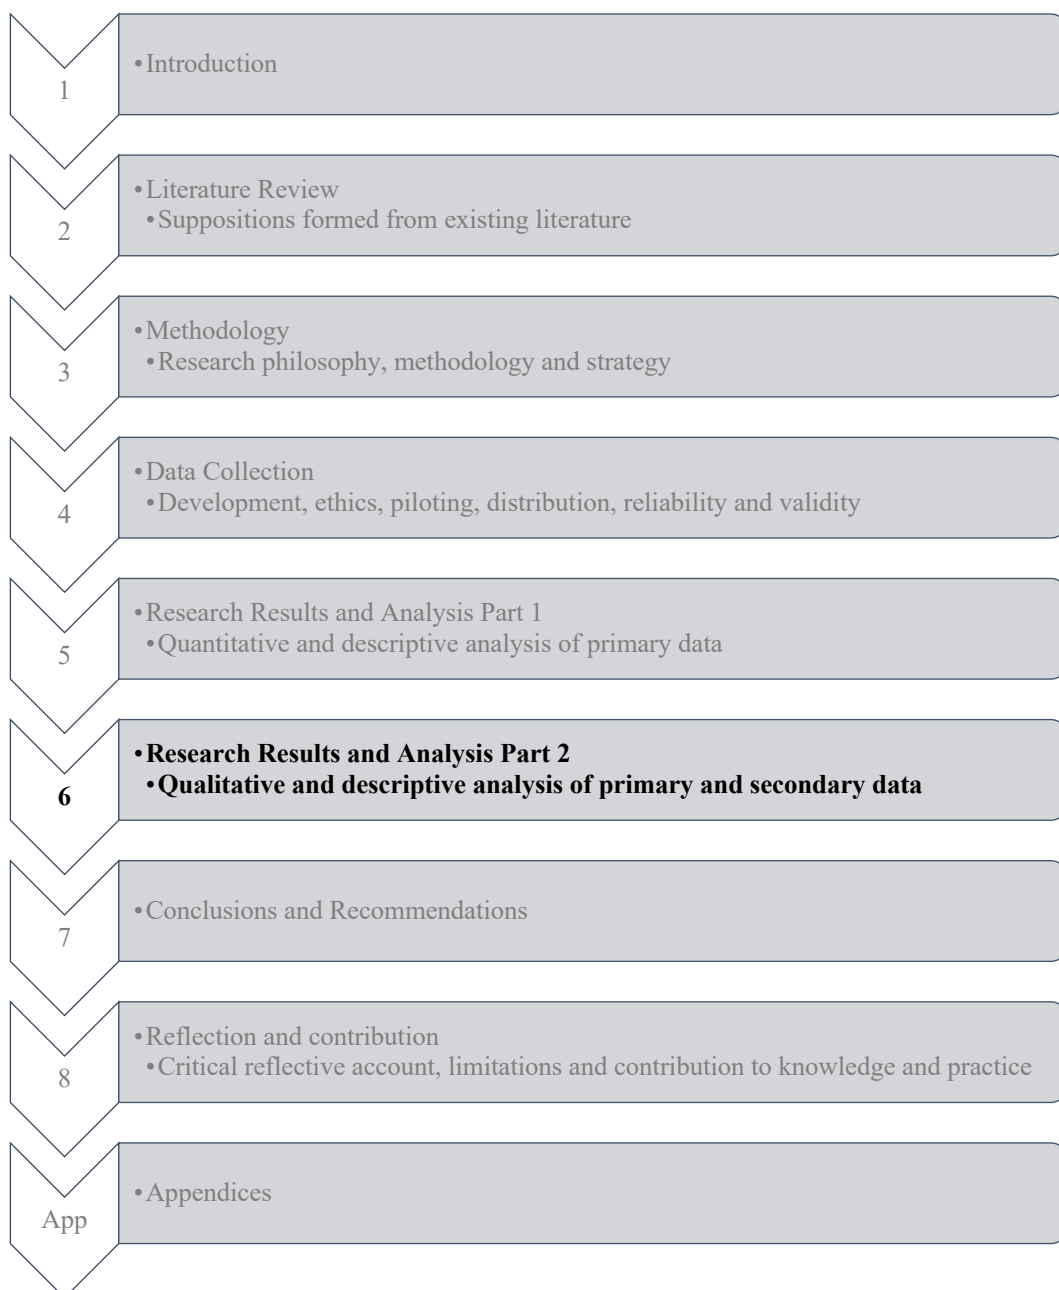 1
•Introduction
2
•Literature Review
•Suppositions formed from existing literature
3
•Methodology
•Research philosophy, methodology and strategy
4
•Data Collection
•Development, ethics, piloting, distribution, reliability and validity
5
•Research Results and Analysis Part 1
•Quantitative and descriptive analysis of primary data
6
•Research Results and Analysis Part 2
•Qualitative and descriptive analysis of primary and secondary data
7
•Conclusions and Recommendations
8
•Reflection and contribution
•Critical reflective account, limitations and contribution to knowledge and practice
App
•Appendices